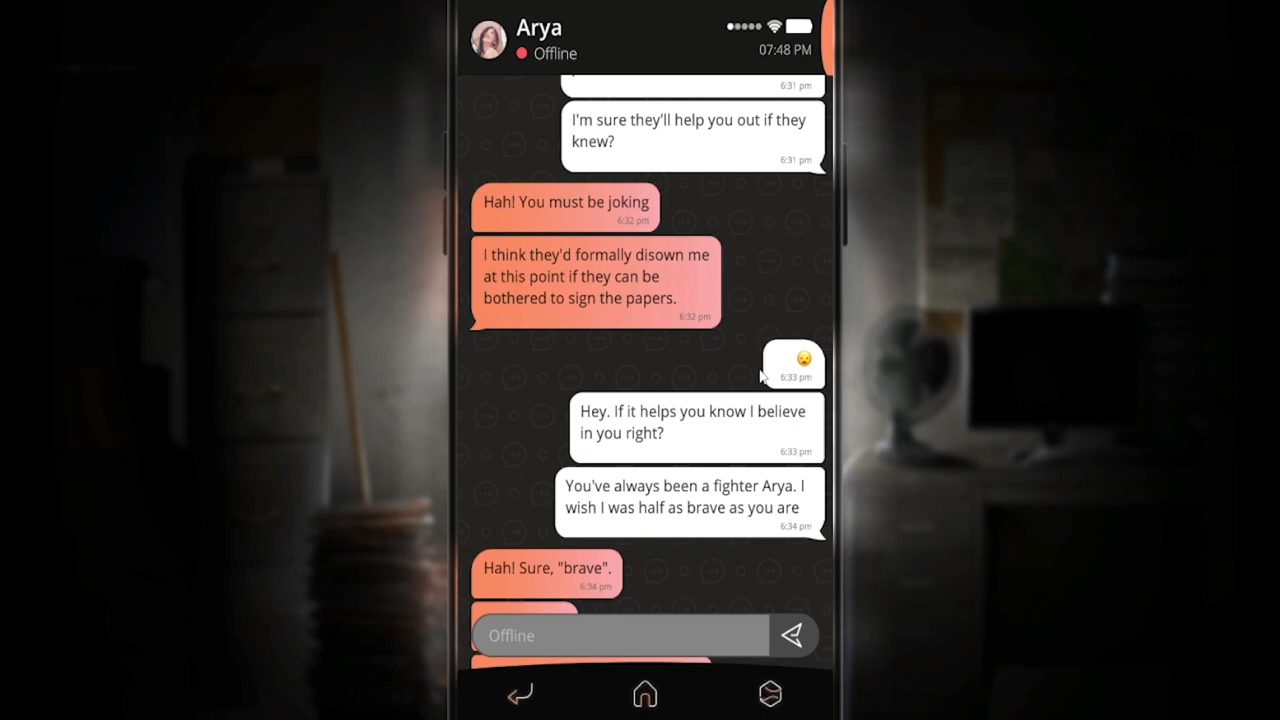 Arya
Offline
07:48 PM
6:31 pm
I'm sure they'll help you out if they
knew?
6:31 pm
Hah! You must be joking
6:32 pm
I think they'd formally disown me
at this point if they can be
bothered to sign the papers.
6:32 pm
6:33 pm
Hey. If it helps you know I believe
in you right?
6:33 pm
You've always been a fighter Arya. I
wish I was half as brave as you are
6:34 pm
Hah! Sure, "brave".
6:34 pm
Offline